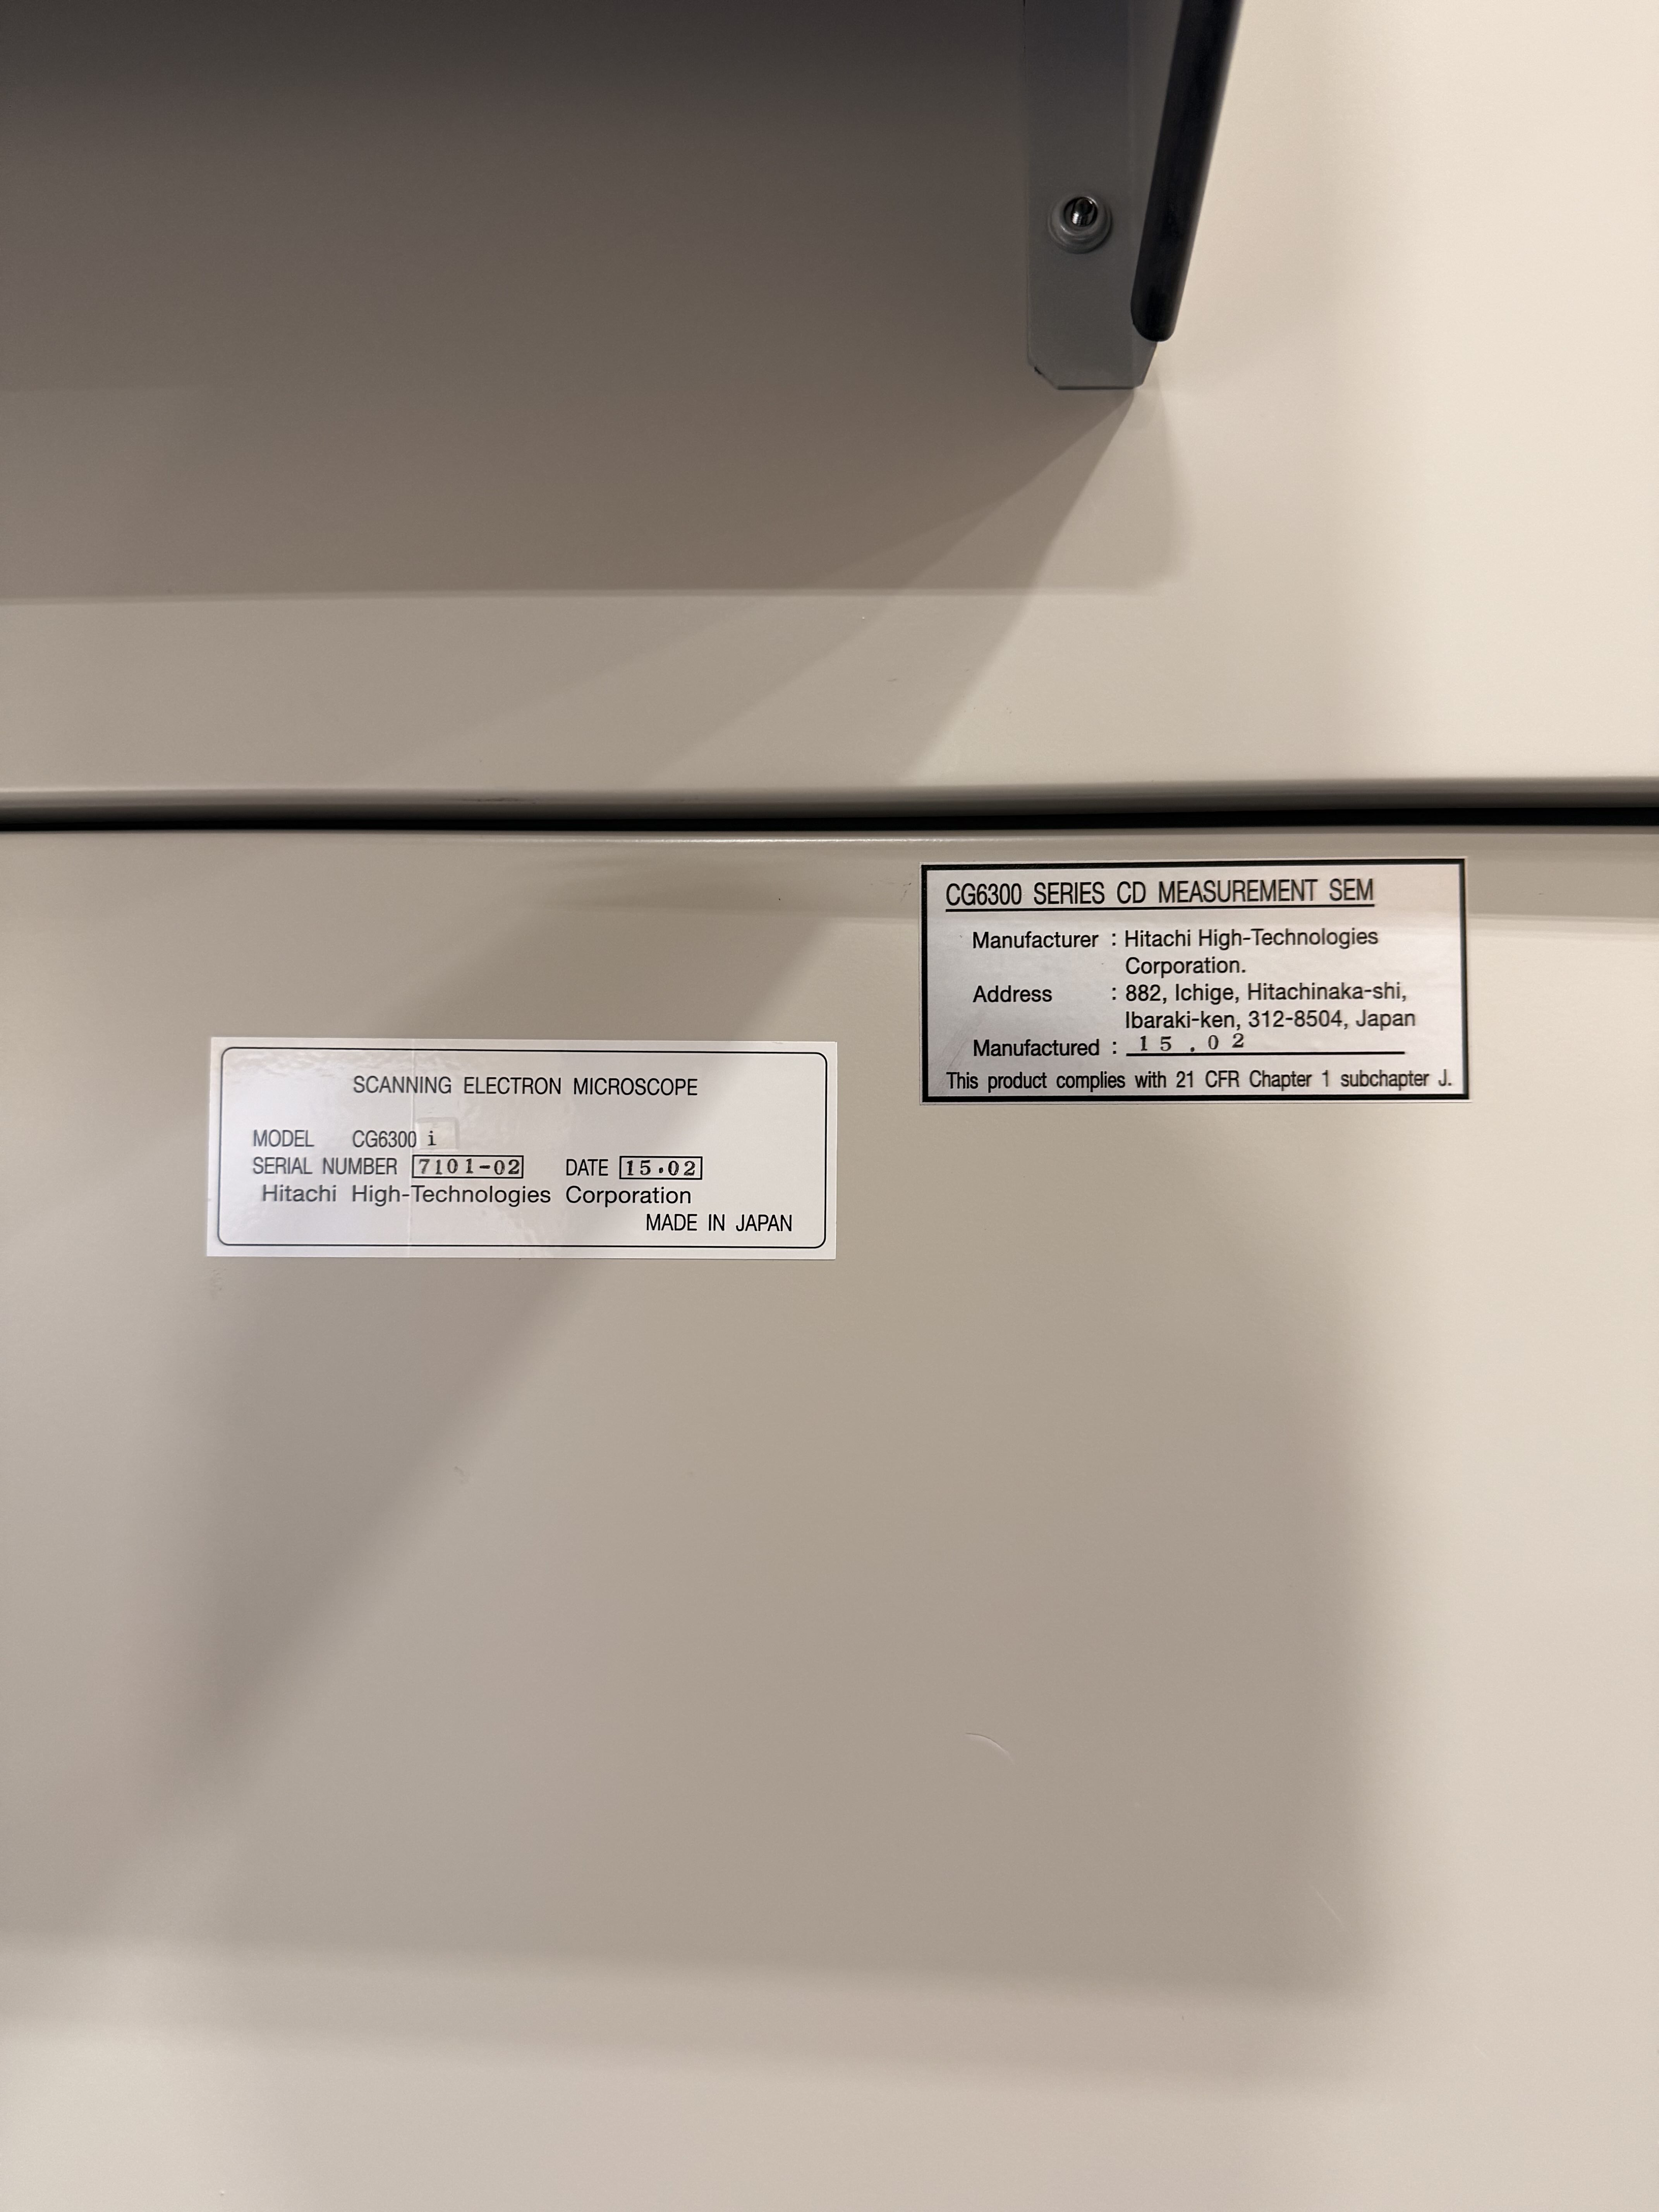 CG6300 SERIES CD MEASUREMENT SEM
Manufacturer : Hitachi High-Technologies
Corporation.
Address : 882, Ichige, Hitachinaka-shi,
Ibaraki-ken, 312-8504, Japan
Manufactured : 15.02
This product complies with 21 CFR Chapter 1 subchapter J.
SCANNING ELECTRON MICROSCOPE
MODEL CG6300 i
SERIAL NUMBER 7101-02 DATE 15.02
Hitachi High-Technologies Corporation
MADE IN JAPAN